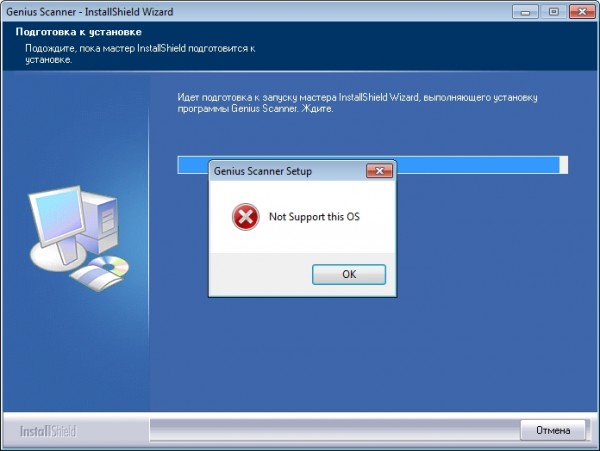 Genius Scanner - InstallShield Wizard
Подготовка к установке
Подождите, пока мастер InstallShield подготовится к
установке.
Идет подготовка к запуску мастера InstallShield Wizard, выполняющего установку
программы Genius Scanner. Ждите.
Genius Scanner Setup
Not Support this OS
OK
InstallShield
Отмена